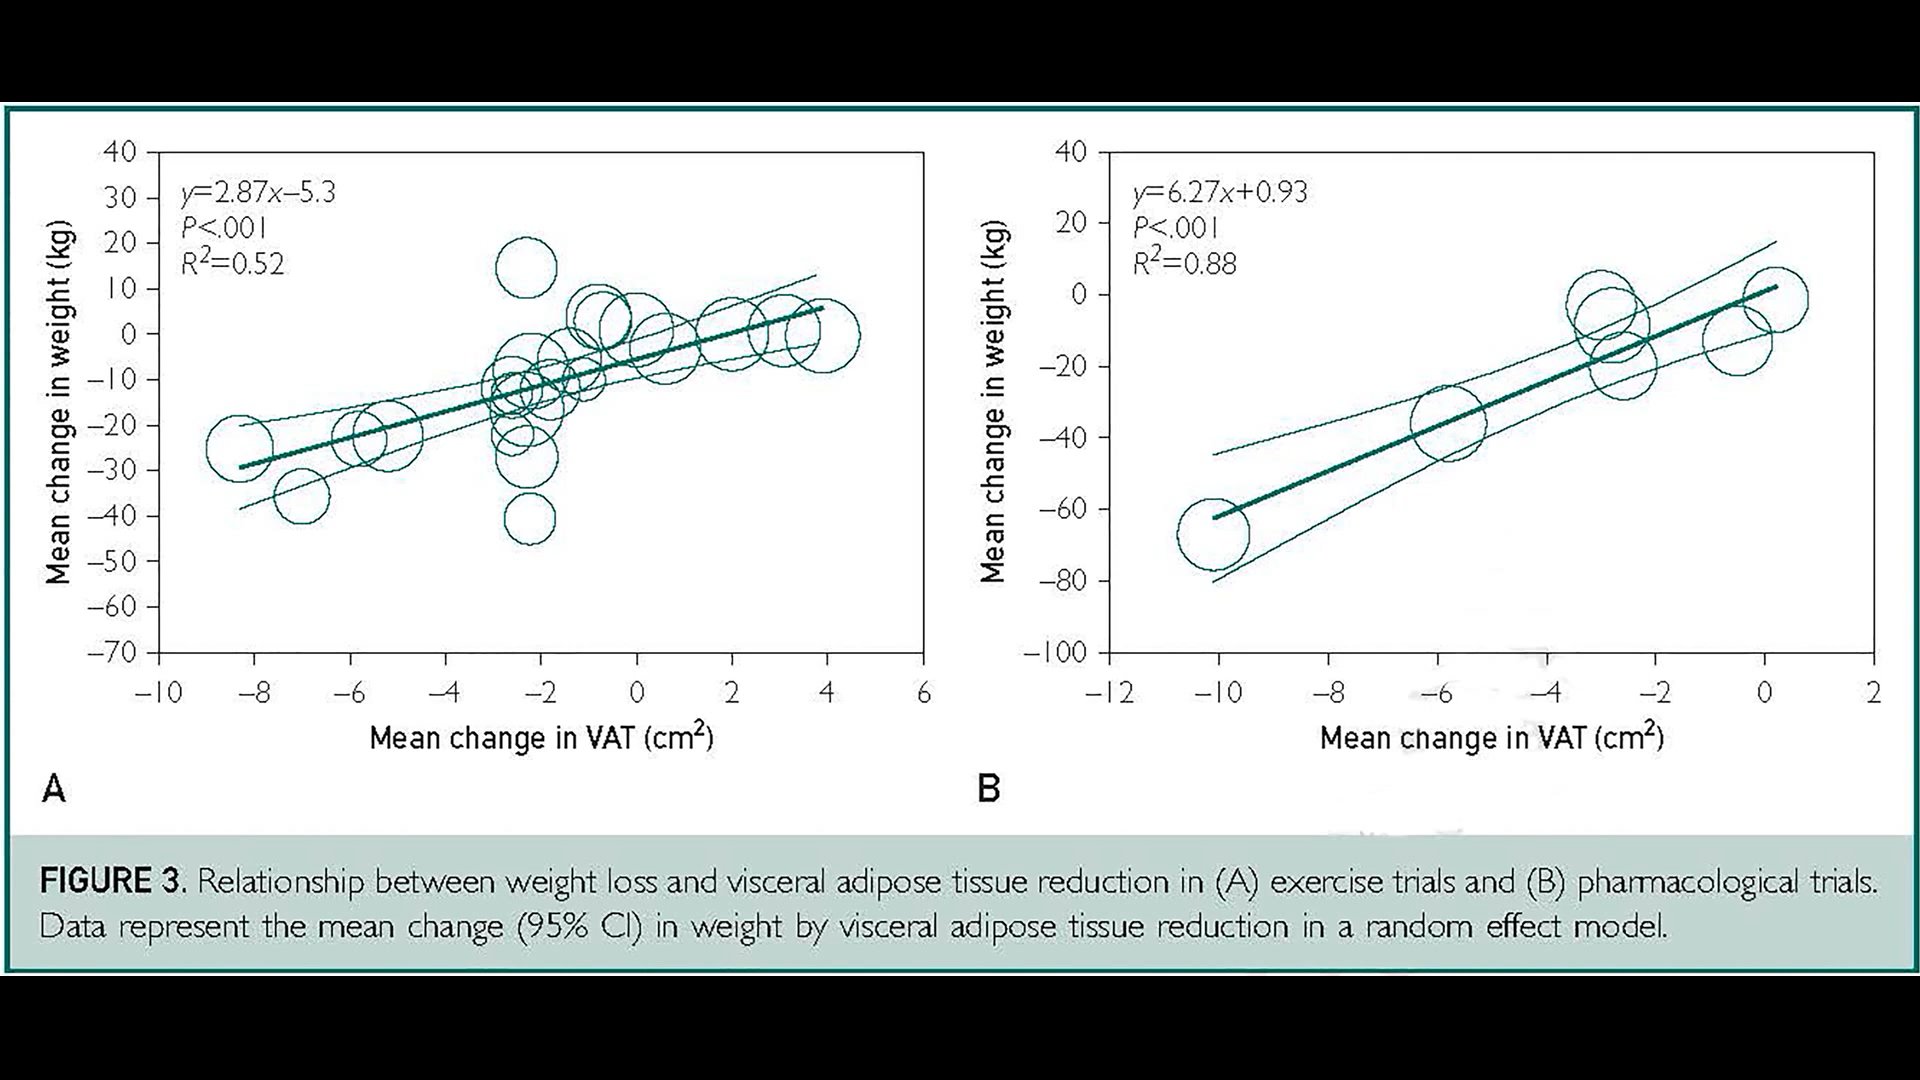 40
30
20
10
0
–10
–20
–30
–40
–50
–60
–70
Mean change in weight (kg)
y=2.87x–5.3
P<.001
R²=0.52
–10 –8 –6 –4 –2 0 2 4 6
Mean change in VAT (cm²)
A
40
20
0
–20
–40
–60
–80
–100
Mean change in weight (kg)
y=6.27x+0.93
P<.001
R²=0.88
–12 –10 –8 –6 –4 –2 0 2
Mean change in VAT (cm²)
B
FIGURE 3. Relationship between weight loss and visceral adipose tissue reduction in (A) exercise trials and (B) pharmacological trials.
Data represent the mean change (95% CI) in weight by visceral adipose tissue reduction in a random effect model.